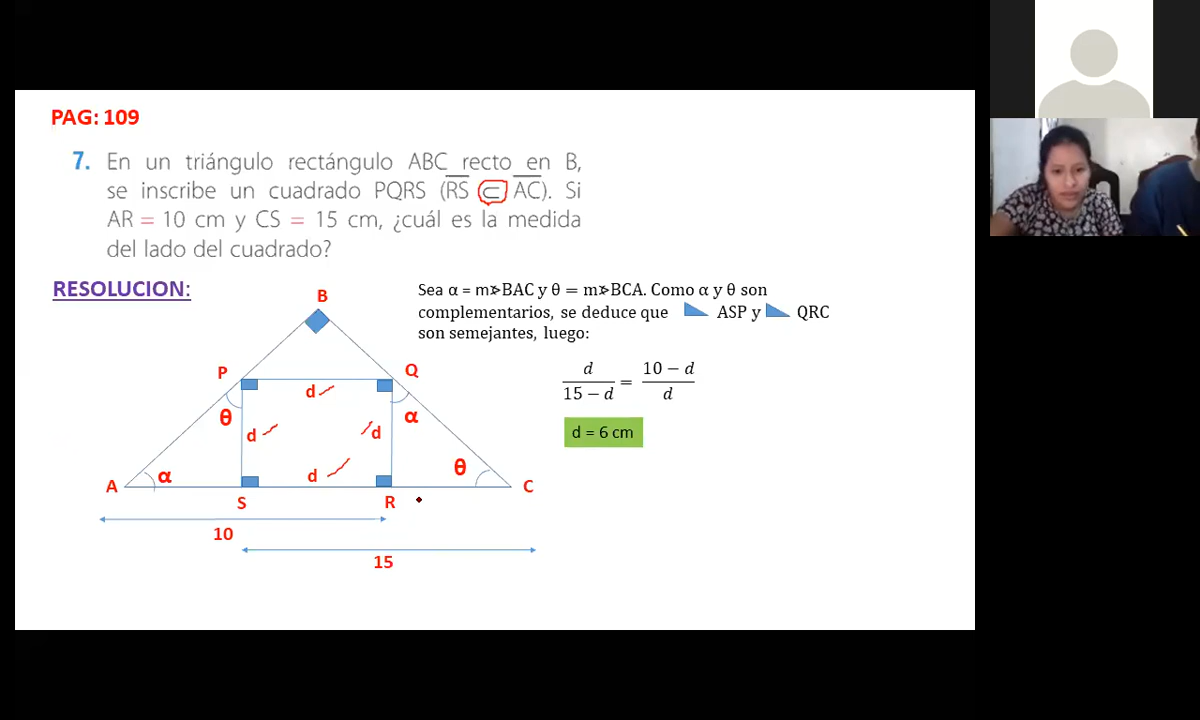 PAG: 109
7. En un triángulo rectángulo ABC recto en B,
se inscribe un cuadrado PQRS (RS ⊂ AC). Si
AR = 10 cm y CS = 15 cm, ¿cuál es la medida
del lado del cuadrado?
RESOLUCION:
Sea α = m∢BAC y θ = m∢BCA. Como α y θ son
complementarios, se deduce que ASP y QRC
son semejantes, luego:
d / 15 − d = 10 − d / d
d = 6 cm
B
P
Q
d
θ
α
d
d
α
θ
d
A
C
S
R
10
15